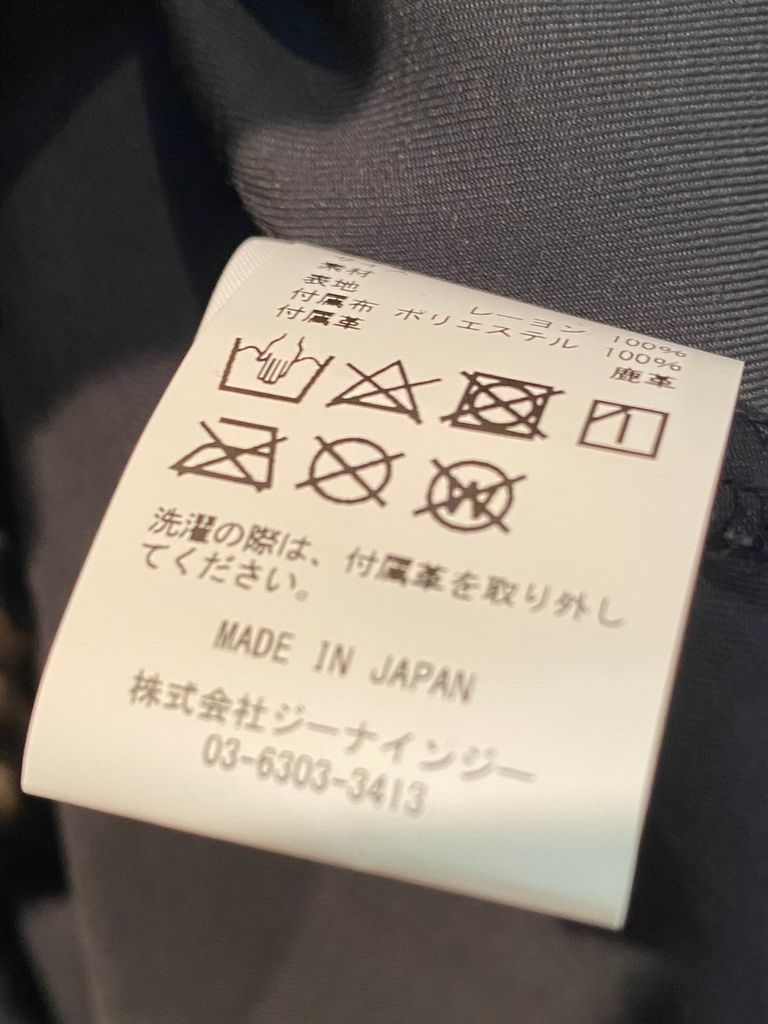 素材
表地 レーヨン 100%
付属布 ポリエステル 100%
付属革 鹿革
洗濯の際は、付属革を取り外し
てください。
MADE IN JAPAN
株式会社ジーナインジー
03-6303-3413